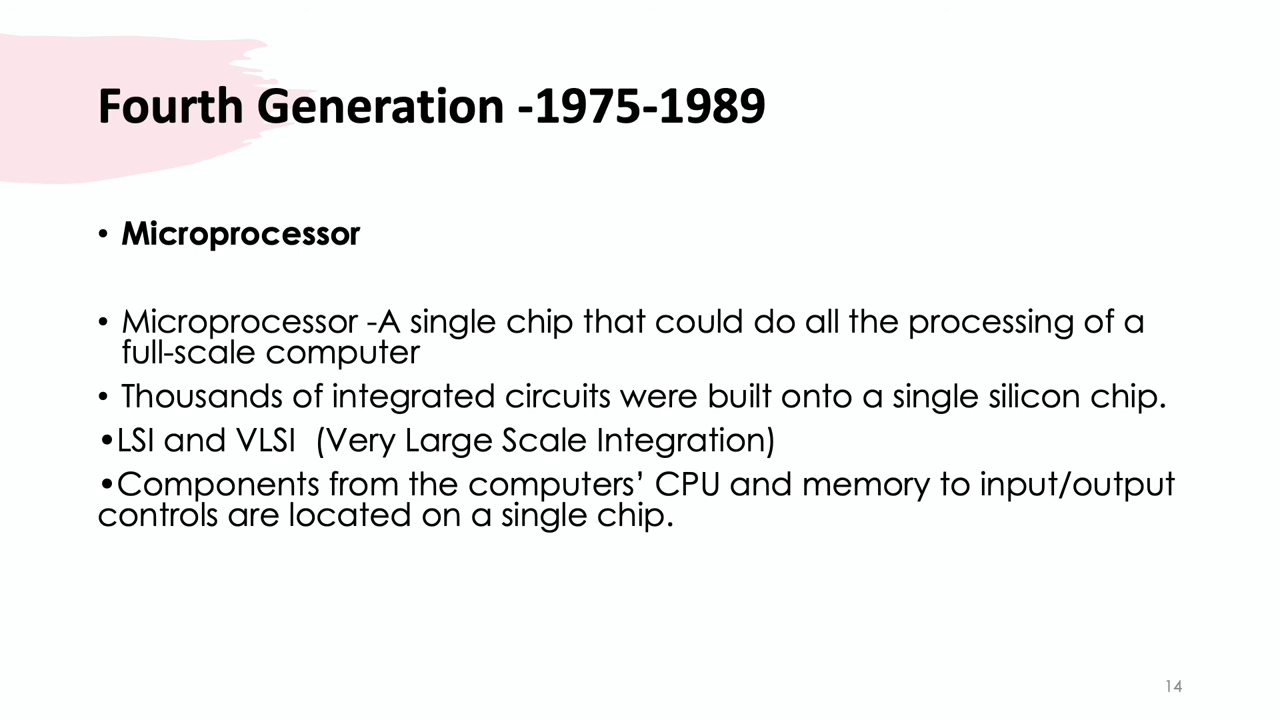 Fourth Generation -1975-1989
• Microprocessor
• Microprocessor -A single chip that could do all the processing of a
full-scale computer
• Thousands of integrated circuits were built onto a single silicon chip.
•LSI and VLSI  (Very Large Scale Integration)
•Components from the computers’ CPU and memory to input/output
controls are located on a single chip.
14